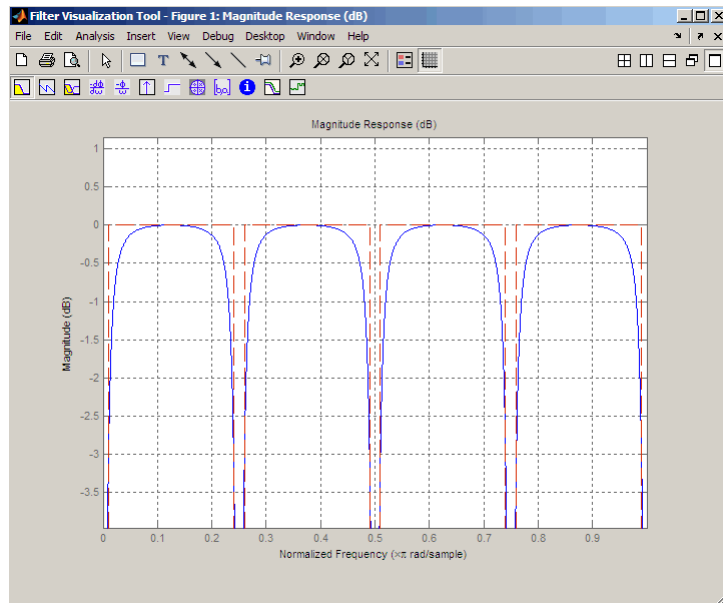 Filter Visualization Tool - Figure 1: Magnitude Response (dB)
File Edit Analysis Insert View Debug Desktop Window Help
Magnitude Response (dB)
1
0.5
0
-0.5
-1
-1.5
-2
-2.5
-3
-3.5
Magnitude (dB)
0 0.1 0.2 0.3 0.4 0.5 0.6 0.7 0.8 0.9
Normalized Frequency (×π rad/sample)